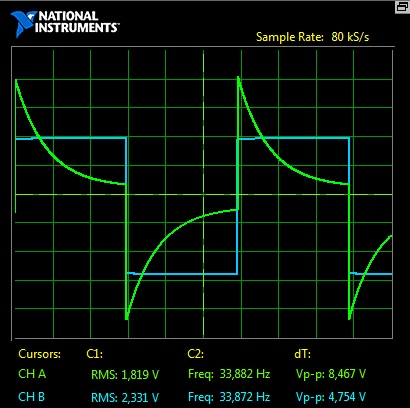 NATIONAL
INSTRUMENTS™
Sample Rate: 80 kS/s
Cursors: C1: C2: dT:
CH A RMS: 1,819 V Freq: 33,882 Hz Vp-p: 8,467 V
CH B RMS: 2,331 V Freq: 33,872 Hz Vp-p: 4,754 V